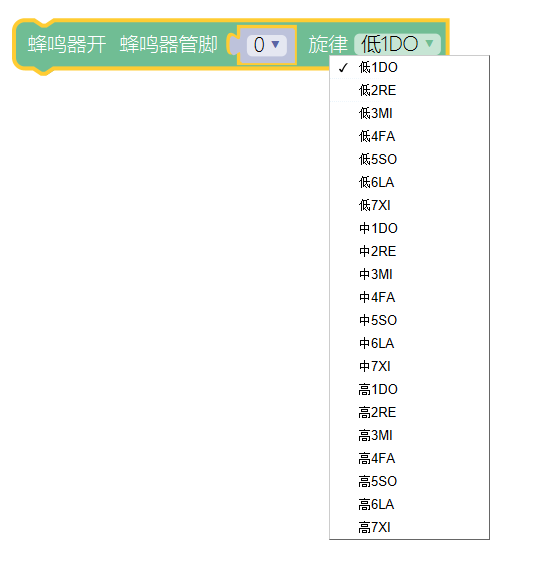 蜂鸣器开 蜂鸣器管脚 0 旋律 低1DO
低1DO
低2RE
低3MI
低4FA
低5SO
低6LA
低7XI
中1DO
中2RE
中3MI
中4FA
中5SO
中6LA
中7XI
高1DO
高2RE
高3MI
高4FA
高5SO
高6LA
高7XI